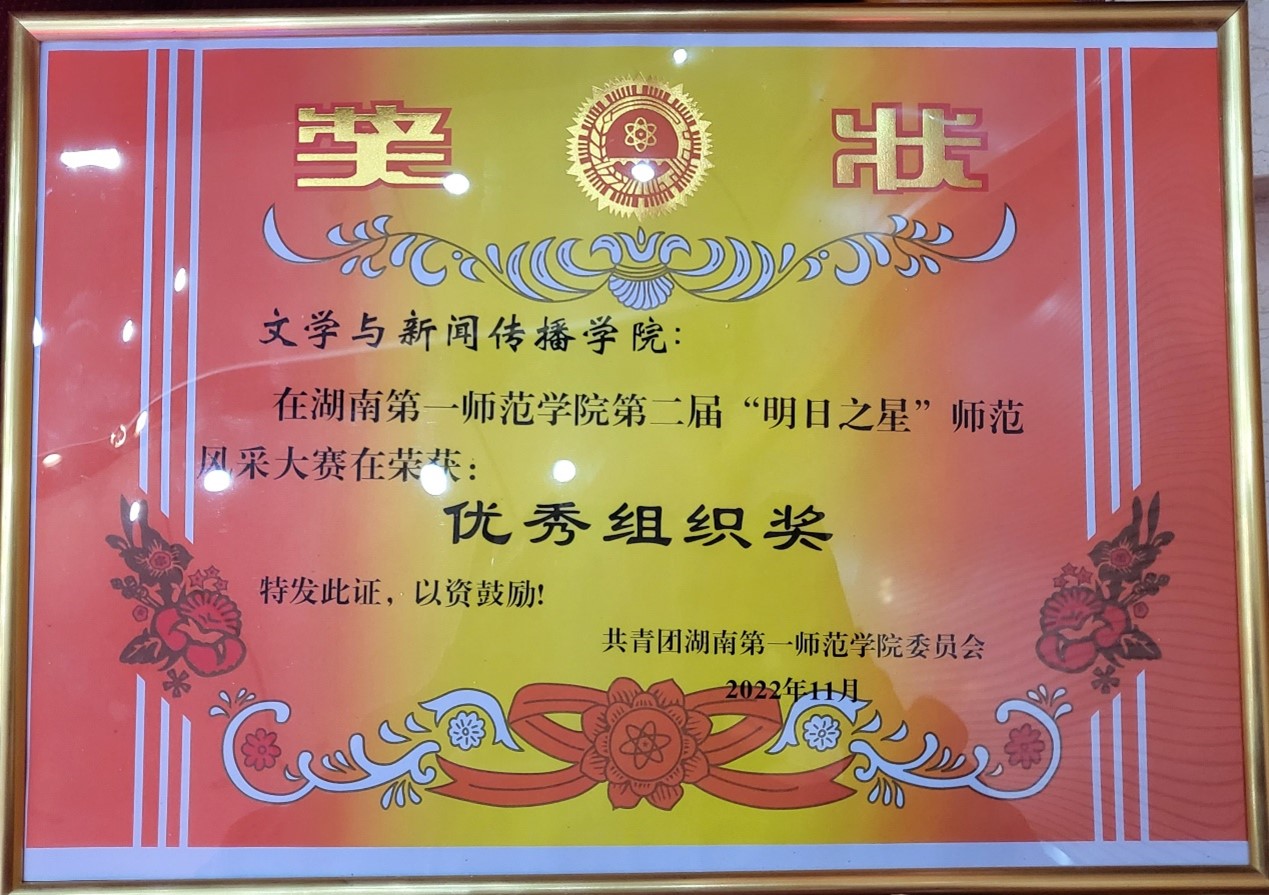 奖状
文学与新闻传播学院：
在湖南第一师范学院第二届“明日之星”师范
风采大赛在荣获：
优秀组织奖
特发此证，以资鼓励!
共青团湖南第一师范学院委员会
2022年11月